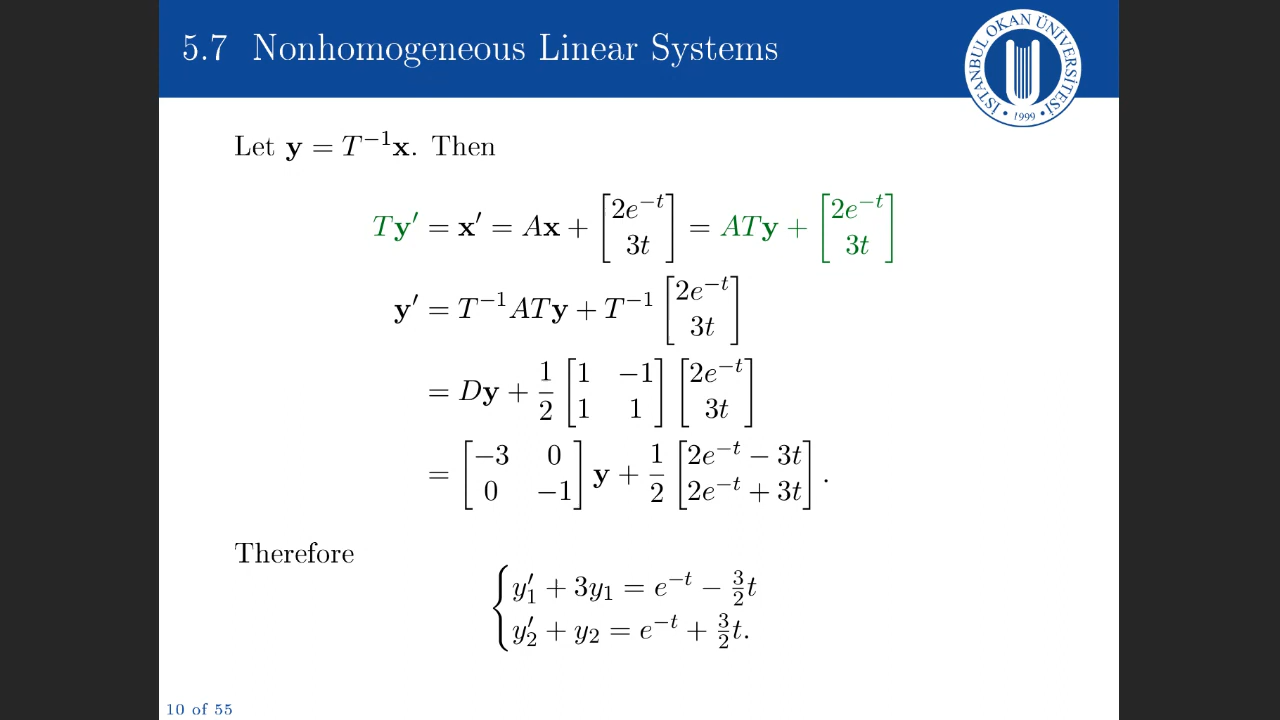 5.7 Nonhomogeneous Linear Systems
İSTANBUL OKAN ÜNİVERSİTESİ
• 1999 •
Let y = T⁻¹x. Then
Ty′ = x′ = Ax + [2e⁻ᵗ; 3t] = ATy + [2e⁻ᵗ; 3t]
y′ = T⁻¹ATy + T⁻¹ [2e⁻ᵗ; 3t]
= Dy + 1/2 [1 −1; 1 1] [2e⁻ᵗ; 3t]
= [−3 0; 0 −1] y + 1/2 [2e⁻ᵗ − 3t; 2e⁻ᵗ + 3t].
Therefore
{ y₁′ + 3y₁ = e⁻ᵗ − 3/2 t
y₂′ + y₂ = e⁻ᵗ + 3/2 t.
10 of 55